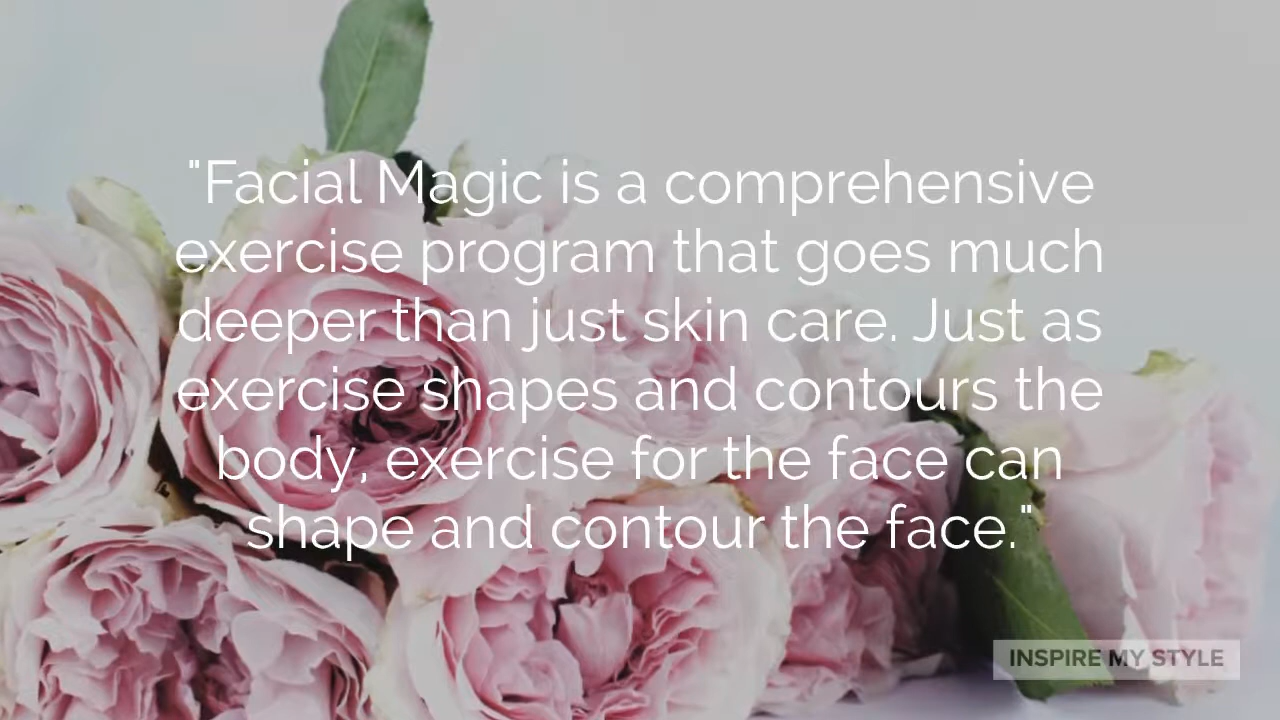 "Facial Magic is a comprehensive
exercise program that goes much
deeper than just skin care. Just as
exercise shapes and contours the
body, exercise for the face can
shape and contour the face."
INSPIRE MY STYLE